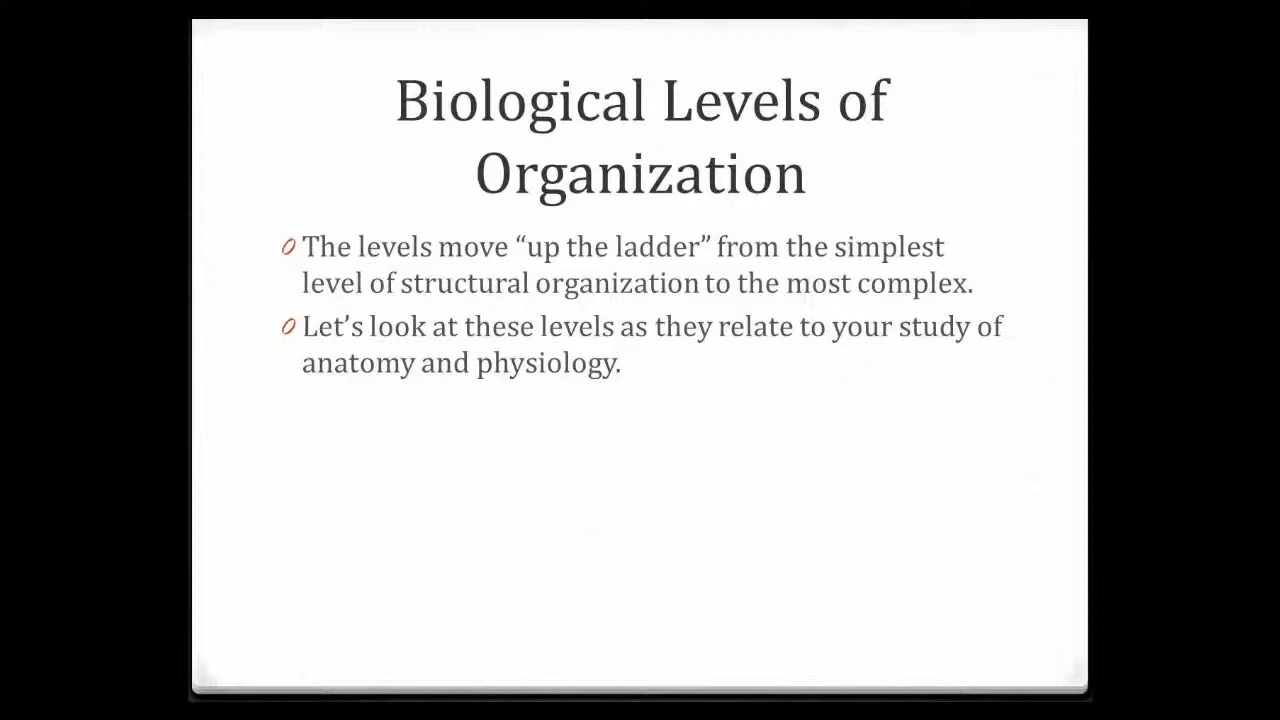 Biological Levels of
Organization
The levels move “up the ladder” from the simplest
level of structural organization to the most complex.
Let’s look at these levels as they relate to your study of
anatomy and physiology.